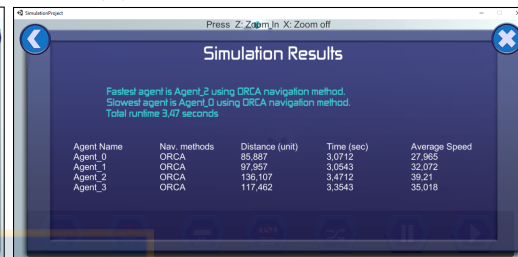 SimulationProject
Press Z: Zoom_In X: Zoom off
Simulation Results
Fastest agent is Agent_2 using ORCA navigation method.
Slowest agent is Agent_0 using ORCA navigation method.
Total runtime 3,47 seconds
Agent Name Nav. methods Distance (unit) Time (sec) Average Speed
Agent_0 ORCA 85,887 3,0712 27,965
Agent_1 ORCA 97,957 3,0543 32,072
Agent_2 ORCA 136,107 3,4712 39,21
Agent_3 ORCA 117,462 3,3543 35,018